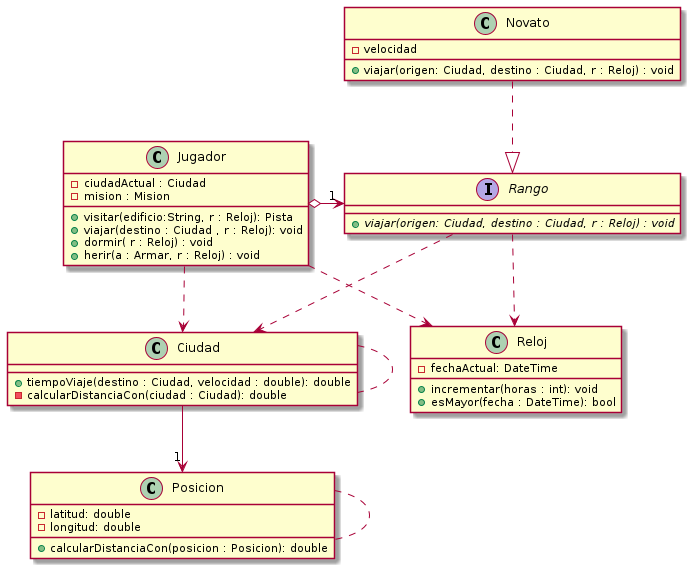 C Novato
velocidad
viajar(origen: Ciudad, destino : Ciudad, r : Reloj) : void
C Jugador
ciudadActual : Ciudad
mision : Mision
visitar(edificio:String, r : Reloj): Pista
viajar(destino : Ciudad , r : Reloj): void
dormir( r : Reloj) : void
herir(a : Armar, r : Reloj) : void
1
I Rango
viajar(origen: Ciudad, destino : Ciudad, r : Reloj) : void
C Ciudad
tiempoViaje(destino : Ciudad, velocidad : double): double
calcularDistanciaCon(ciudad : Ciudad): double
C Reloj
fechaActual: DateTime
incrementar(horas : int): void
esMayor(fecha : DateTime): bool
1
C Posicion
latitud: double
longitud: double
calcularDistanciaCon(posicion : Posicion): double